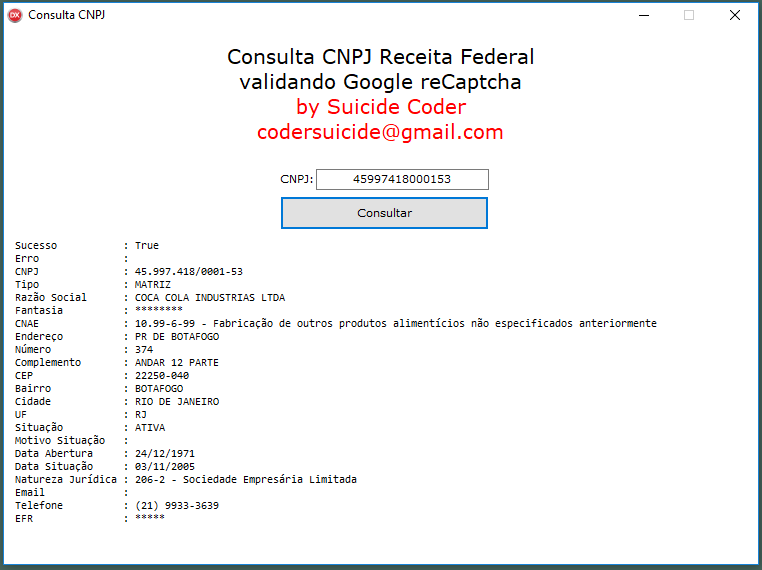 DX Consulta CNPJ
Consulta CNPJ Receita Federal
validando Google reCaptcha
by Suicide Coder
codersuicide@gmail.com
CNPJ: 45997418000153
Consultar
Sucesso : True
Erro :
CNPJ : 45.997.418/0001-53
Tipo : MATRIZ
Razão Social : COCA COLA INDUSTRIAS LTDA
Fantasia : ********
CNAE : 10.99-6-99 - Fabricação de outros produtos alimentícios não especificados anteriormente
Endereço : PR DE BOTAFOGO
Número : 374
Complemento : ANDAR 12 PARTE
CEP : 22250-040
Bairro : BOTAFOGO
Cidade : RIO DE JANEIRO
UF : RJ
Situação : ATIVA
Motivo Situação :
Data Abertura : 24/12/1971
Data Situação : 03/11/2005
Natureza Jurídica : 206-2 - Sociedade Empresária Limitada
Email :
Telefone : (21) 9933-3639
EFR : *****